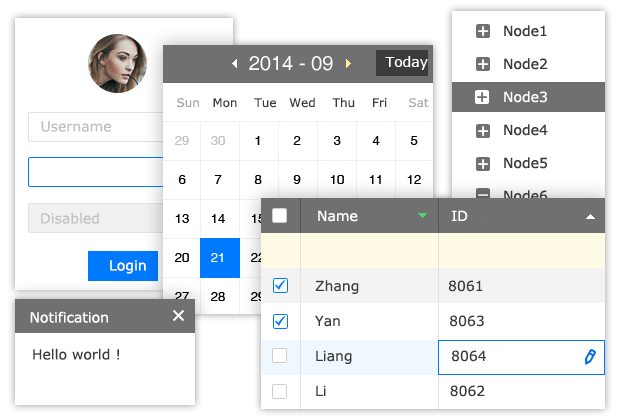 Username
Disabled
Login
2014 - 09
Today
Sun Mon Tue Wed Thu Fri Sat
29 30 1 2 3 4 5
6 7 8 9 10 11 12
13 14 15
20 21 22
27 28 29
Node1
Node2
Node3
Node4
Node5
Node6
Notification
Hello world !
Name ID
Zhang 8061
Yan 8063
Liang 8064
Li 8062